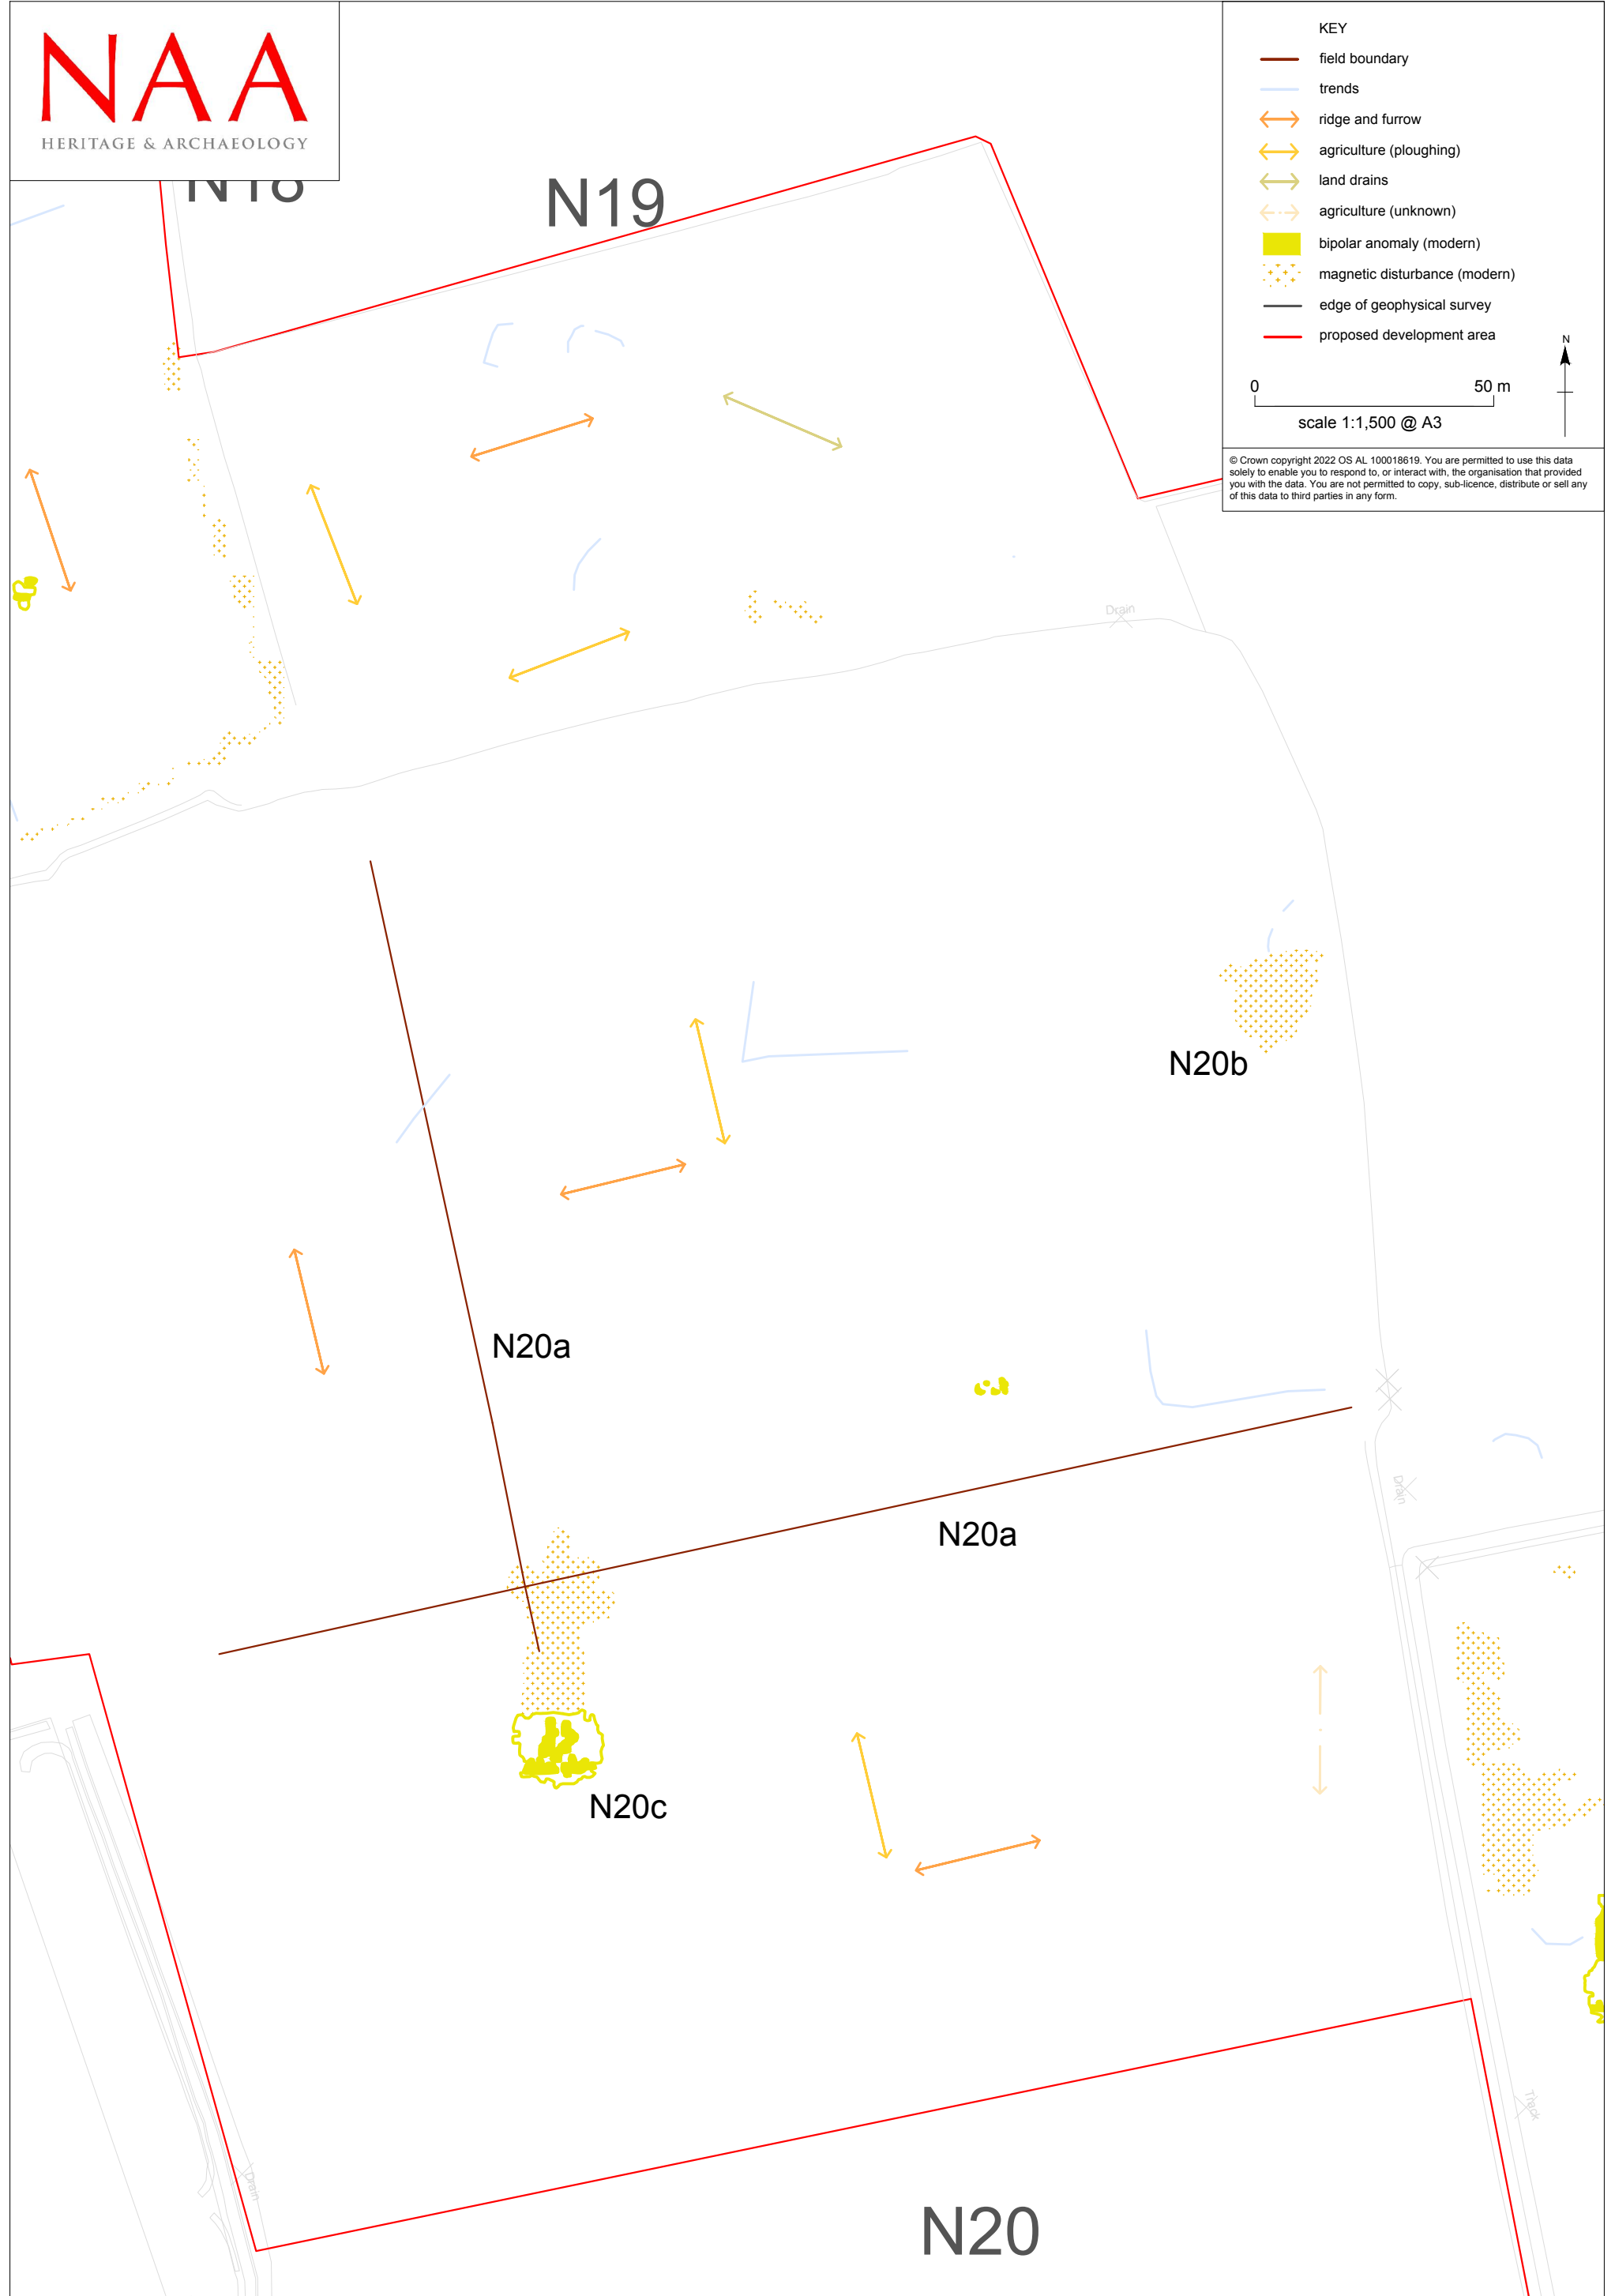 NAA
HERITAGE & ARCHAEOLOGY
N18
N19
KEY
field boundary
trends
ridge and furrow
agriculture (ploughing)
land drains
agriculture (unknown)
bipolar anomaly (modern)
magnetic disturbance (modern)
edge of geophysical survey
proposed development area
N
0 50 m
scale 1:1,500 @ A3
© Crown copyright 2022 OS AL 100018619. You are permitted to use this data
solely to enable you to respond to, or interact with, the organisation that provided
you with the data. You are not permitted to copy, sub-licence, distribute or sell any
of this data to third parties in any form.
Drain
N20b
N20a
Drain
N20a
N20c
Track
Drain
N20